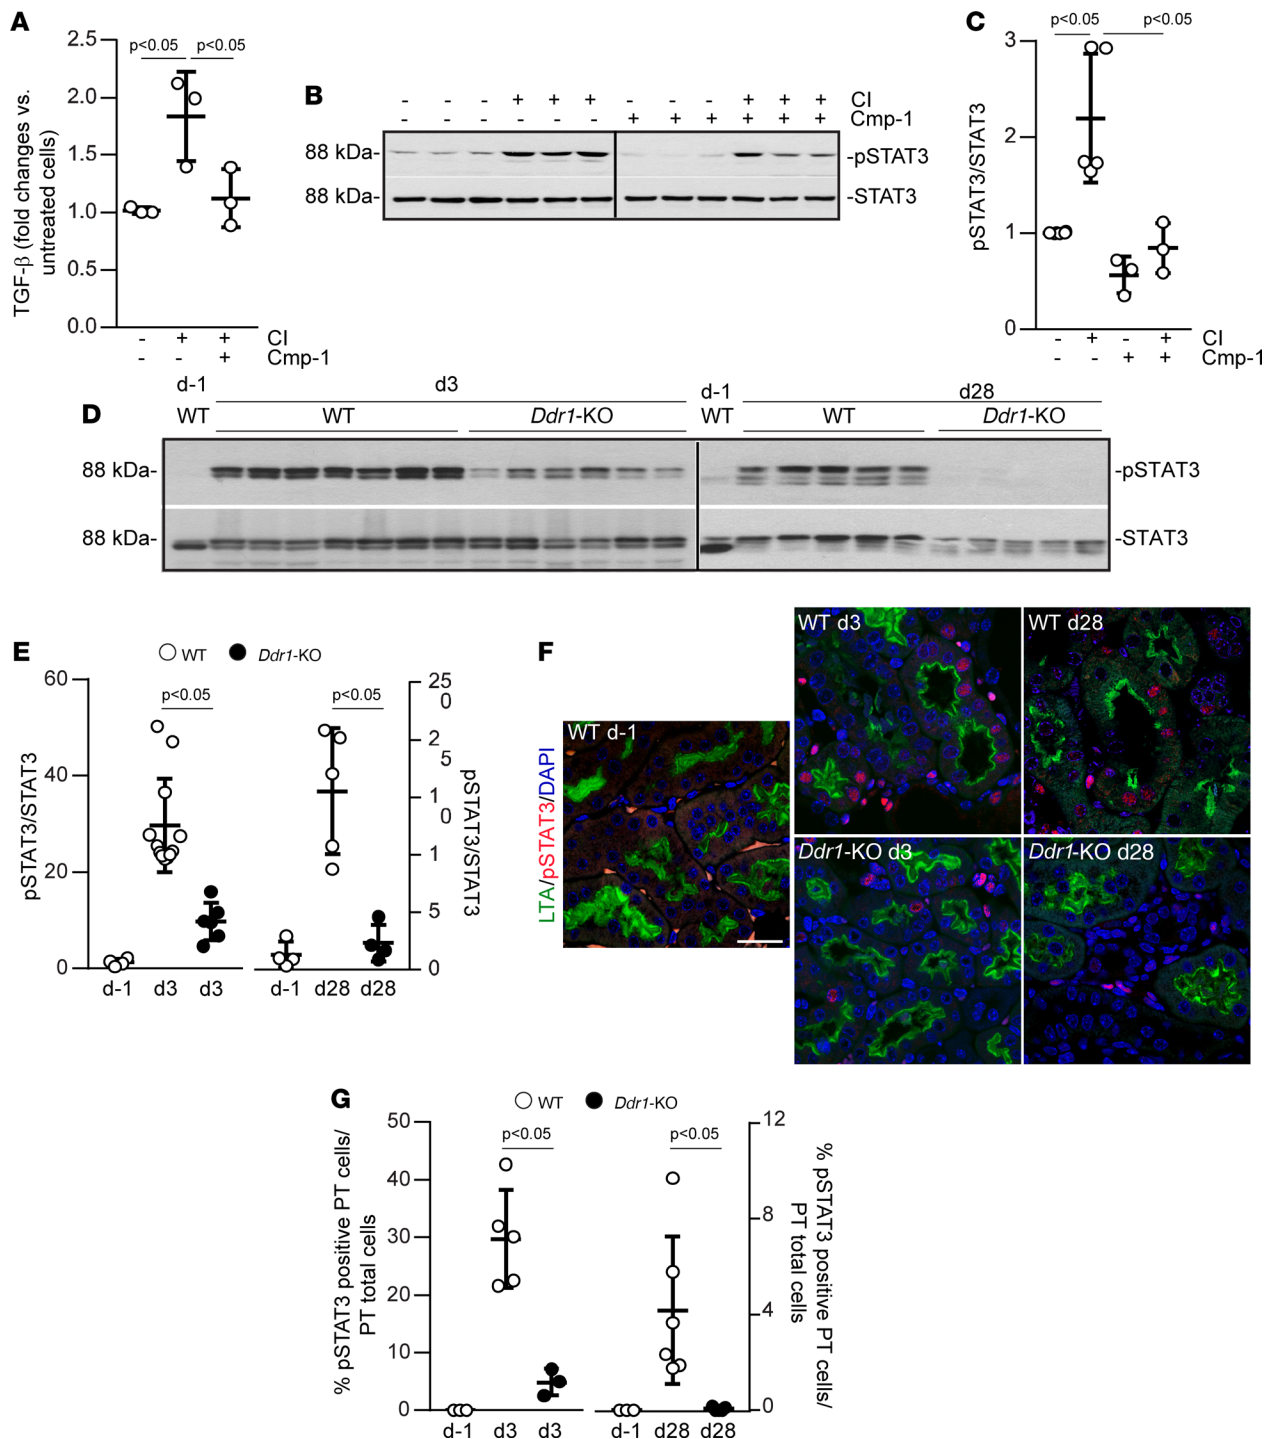 A
2.5
2.0
1.5
1.0
0.5
0.0
TGF-β (fold changes vs.
untreated cells)
p<0.05 p<0.05
- + + CI
- - + Cmp-1
B
- - - + + + - - - + + + CI
- - - - - - + + + + + + Cmp-1
88 kDa- -pSTAT3
88 kDa- -STAT3
C
3
2
1
0
pSTAT3/STAT3
p<0.05 p<0.05
- + - + CI
- - + + Cmp-1
D
d-1 d3 d-1 d28
WT WT Ddr1-KO WT WT Ddr1-KO
88 kDa- -pSTAT3
88 kDa- -STAT3
E
WT Ddr1-KO
60
40
20
0
pSTAT3/STAT3
p<0.05 p<0.05
25
0
2
5
1
0
1
5
0
pSTAT3/STAT3
d-1 d3 d3 d-1 d28 d28
F
LTA/pSTAT3/DAPI
WT d-1
WT d3
WT d28
Ddr1-KO d3
Ddr1-KO d28
G
WT Ddr1-KO
50
40
30
20
10
0
% pSTAT3 positive PT cells/
PT total cells
p<0.05 p<0.05
12
8
4
0
% pSTAT3 positive PT cells/
PT total cells
d-1 d3 d3 d-1 d28 d28